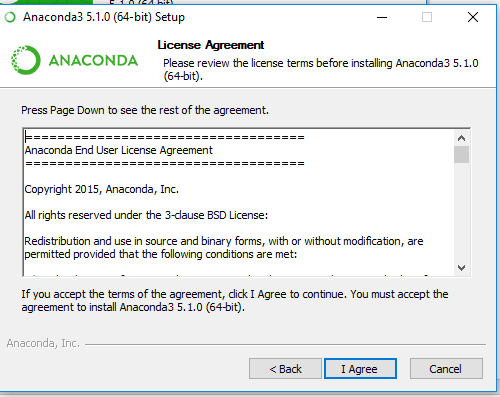 Anaconda3 5.1.0 (64-bit) Setup
License Agreement
Please review the license terms before installing Anaconda3 5.1.0
(64-bit).
ANACONDA
Press Page Down to see the rest of the agreement.
===================================
Anaconda End User License Agreement
===================================
Copyright 2015, Anaconda, Inc.
All rights reserved under the 3-clause BSD License:
Redistribution and use in source and binary forms, with or without modification, are
permitted provided that the following conditions are met:
If you accept the terms of the agreement, click I Agree to continue. You must accept the
agreement to install Anaconda3 5.1.0 (64-bit).
Anaconda, Inc.
< Back
I Agree
Cancel